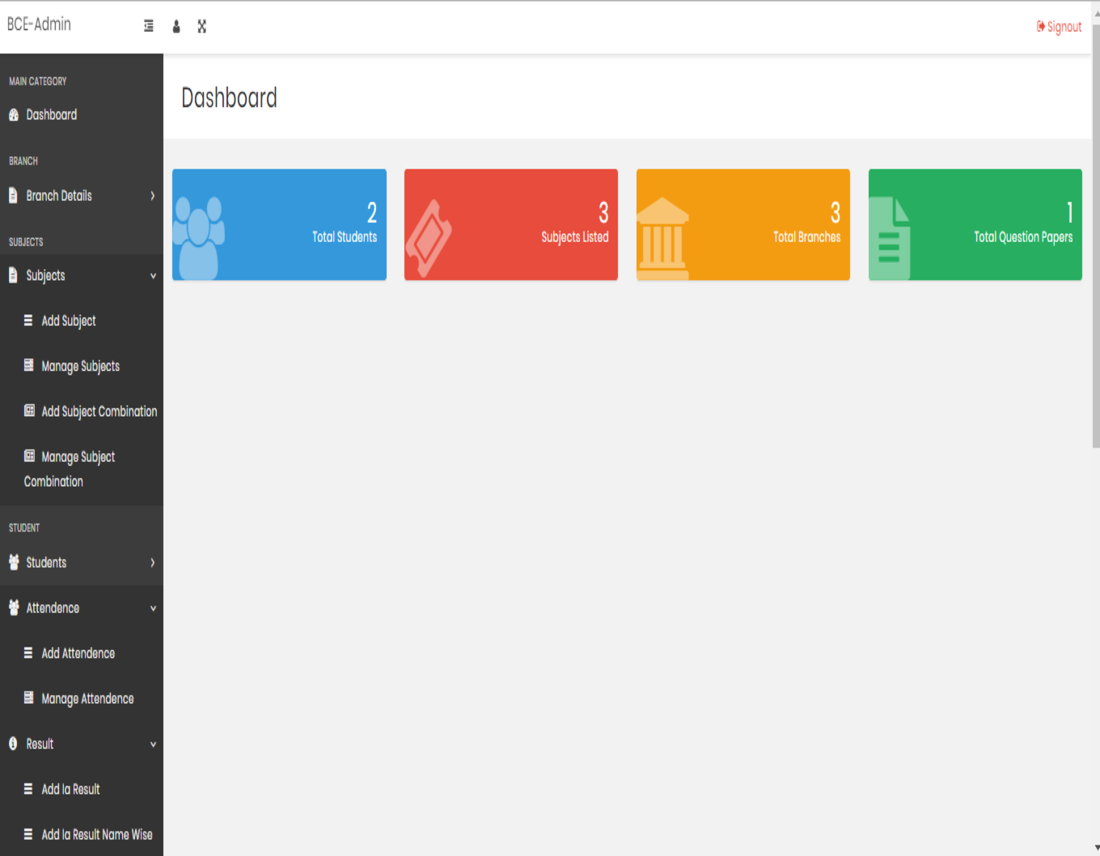 BCE-Admin
Signout
MAIN CATEGORY
Dashboard
BRANCH
Branch Details
SUBJECTS
Subjects
Add Subject
Manage Subjects
Add Subject Combination
Manage Subject
Combination
STUDENT
Students
Attendence
Add Attendence
Manage Attendence
Result
Add Ia Result
Add Ia Result Name Wise
Dashboard
2
Total Students
3
Subjects Listed
3
Total Branches
1
Total Question Papers